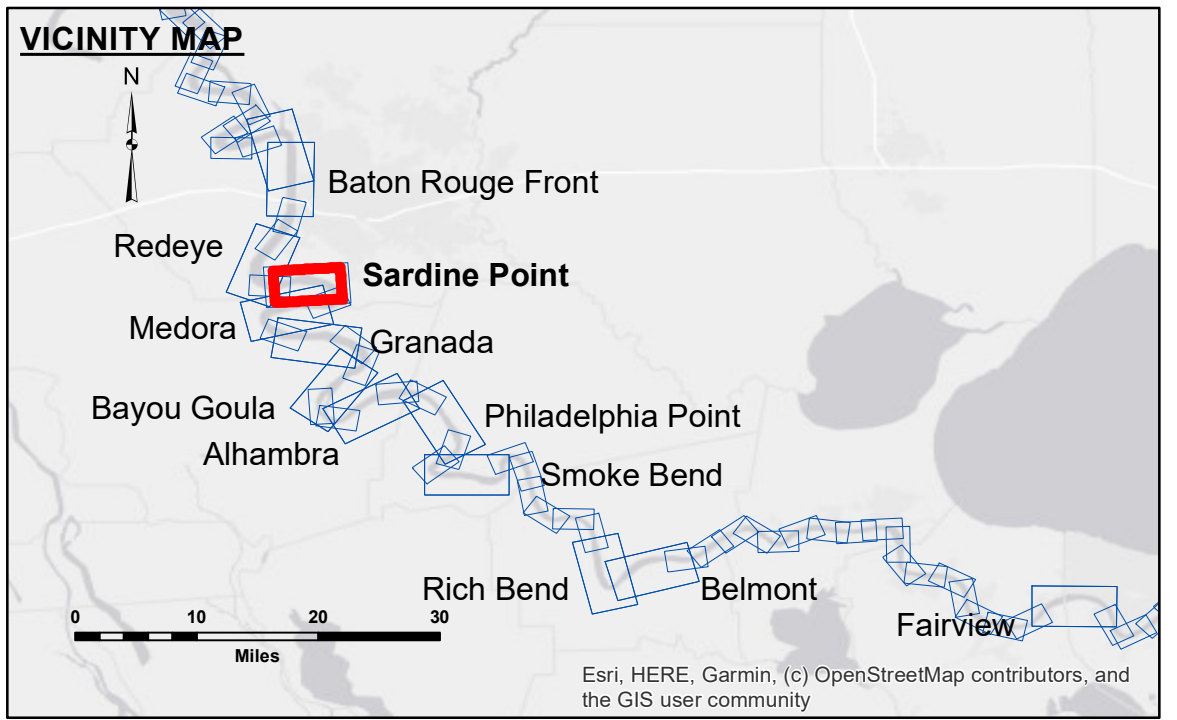 VICINITY MAP
N
Baton Rouge Front
Redeye
Sardine Point
Medora
Granada
Bayou Goula
Philadelphia Point
Alhambra
Smoke Bend
Rich Bend
Belmont
0 10 20 30
Fairview
Miles
Esri, HERE, Garmin, (c) OpenStreetMap contributors, and
the GIS user community